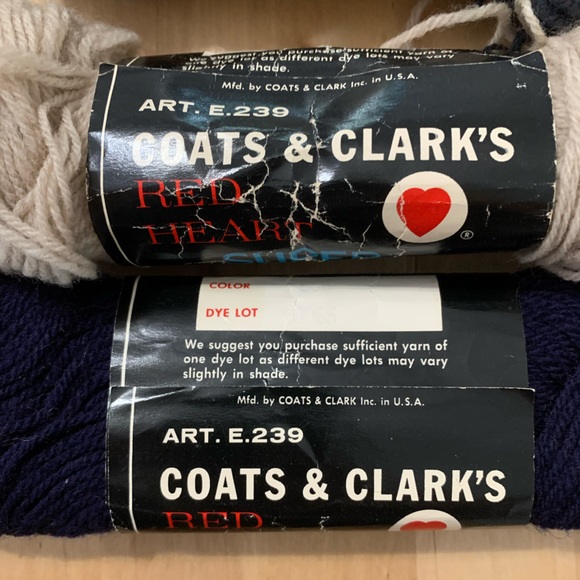 We suggest you purchase sufficient yarn of
one dye lot as different dye lots may vary
slightly in shade.
Mfd. by COATS & CLARK Inc. in U.S.A.
ART. E.239
COATS & CLARK'S
RED
HEART
®
SUPER
COLOR
DYE LOT
We suggest you purchase sufficient yarn of
one dye lot as different dye lots may vary
slightly in shade.
Mfd. by COATS & CLARK Inc. in U.S.A.
ART. E.239
COATS & CLARK'S
RED